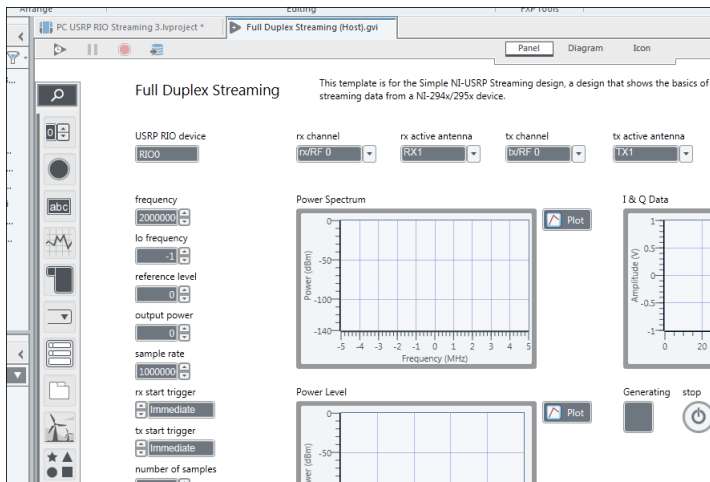 Arrange
Editing
FXP Tools
PC USRP RIO Streaming 3.lvproject *
Full Duplex Streaming (Host).gvi
Panel
Diagram
Icon
Full Duplex Streaming
This template is for the Simple NI-USRP Streaming design, a design that shows the basics of
streaming data from a NI-294x/295x device.
USRP RIO device
rx channel
rx active antenna
tx channel
tx active antenna
RIO0
rx/RF 0
RX1
tx/RF 0
TX1
frequency
2000000
lo frequency
-1
reference level
0
output power
0
sample rate
1000000
rx start trigger
Immediate
tx start trigger
Immediate
number of samples
Power Spectrum
Plot
Power (dBm)
0
-50
-100
-140
-5 -4 -3 -2 -1 0 1 2 3 4 5
Frequency (MHz)
I & Q Data
Amplitude (V)
1
0.5
0
-0.5
-1
0 20
Power Level
Plot
0
-50
Generating
stop
abc